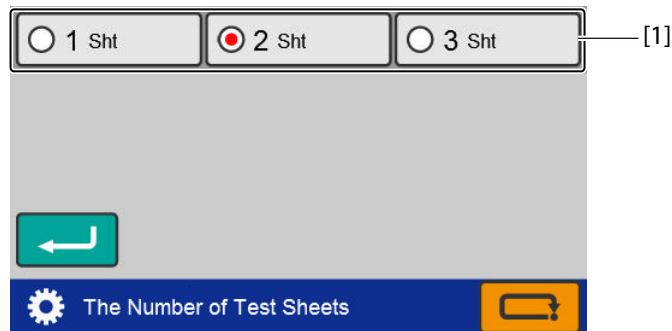 1 Sht 2 Sht 3 Sht [1]
The Number of Test Sheets